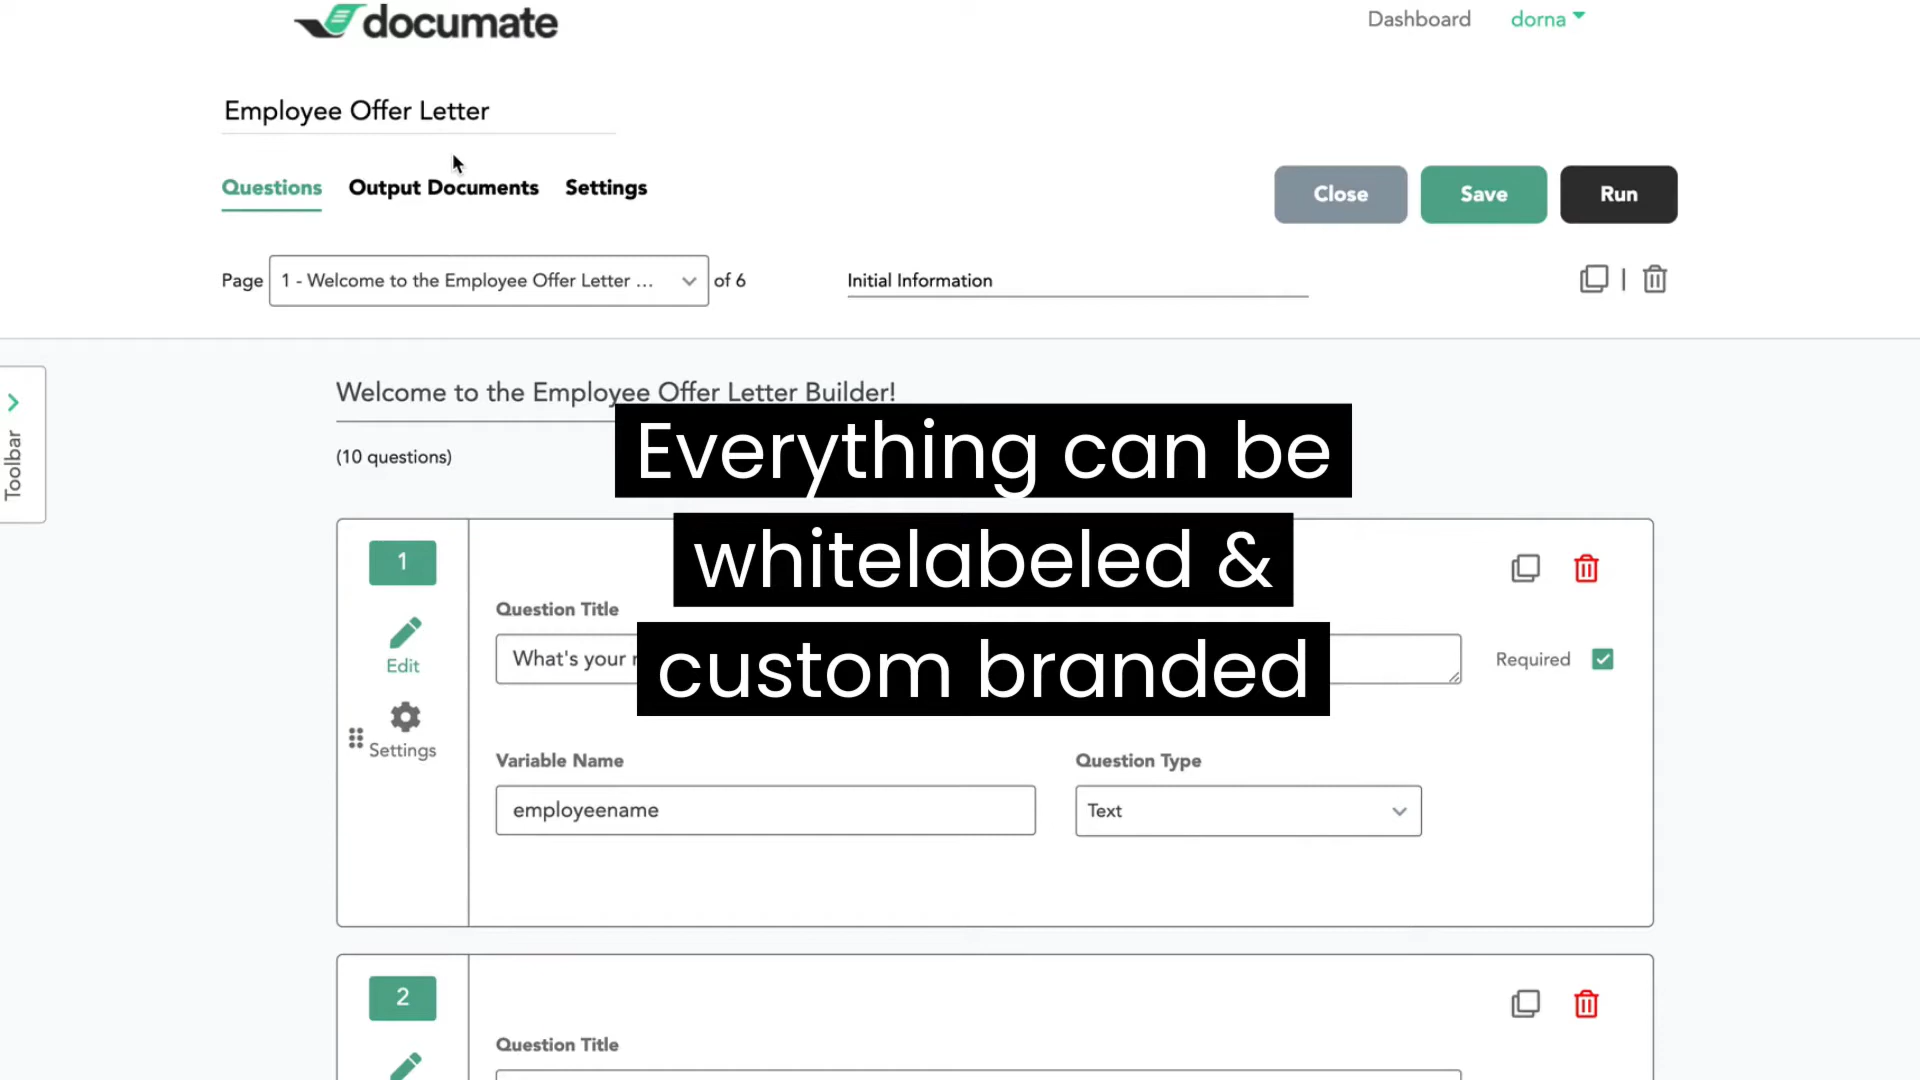 documate
Dashboard
dorna
Employee Offer Letter
Questions
Output Documents
Settings
Close
Save
Run
Page
1 - Welcome to the Employee Offer Letter ...
of 6
Initial Information
Toolbar
Welcome to the Employee Offer Letter Builder!
(10 questions)
Everything can be
whitelabeled &
custom branded
1
Edit
Settings
Question Title
What's your
Required
Variable Name
employeename
Question Type
Text
2
Question Title